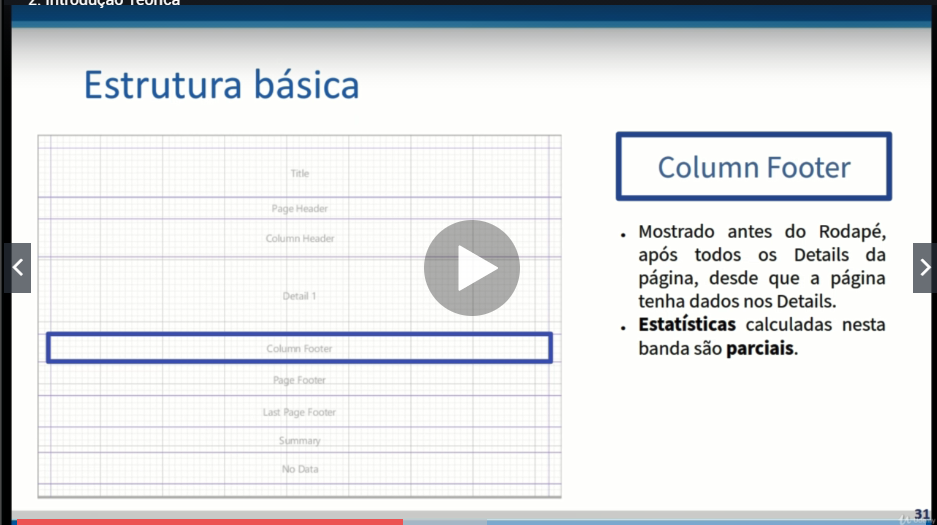 2. Introdução Teórica
Estrutura básica
Title
Page Header
Column Header
Detail 1
Column Footer
Page Footer
Last Page Footer
Summary
No Data
Column Footer
• Mostrado antes do Rodapé,
após todos os Details da
página, desde que a página
tenha dados nos Details.
• Estatísticas calculadas nesta
banda são parciais.
31